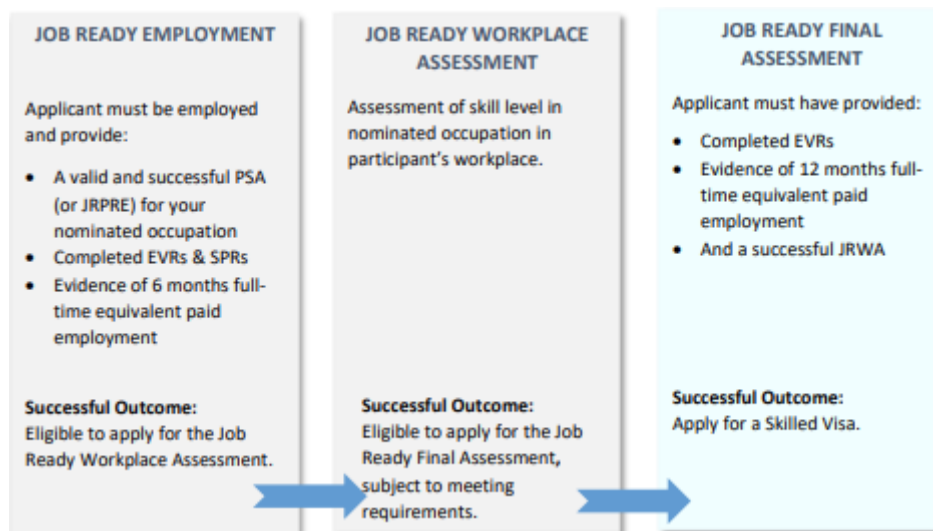 JOB READY EMPLOYMENT
Applicant must be employed
and provide:
• A valid and successful PSA
(or JRPRE) for your
nominated occupation
• Completed EVRs & SPRs
• Evidence of 6 months full-
time equivalent paid
employment
Successful Outcome:
Eligible to apply for the Job
Ready Workplace Assessment.
JOB READY WORKPLACE
ASSESSMENT
Assessment of skill level in
nominated occupation in
participant's workplace.
Successful Outcome:
Eligible to apply for the Job
Ready Final Assessment,
subject to meeting
requirements.
JOB READY FINAL
ASSESSMENT
Applicant must have provided:
• Completed EVRs
• Evidence of 12 months full-
time equivalent paid
employment
• And a successful JRWA
Successful Outcome:
Apply for a Skilled Visa.